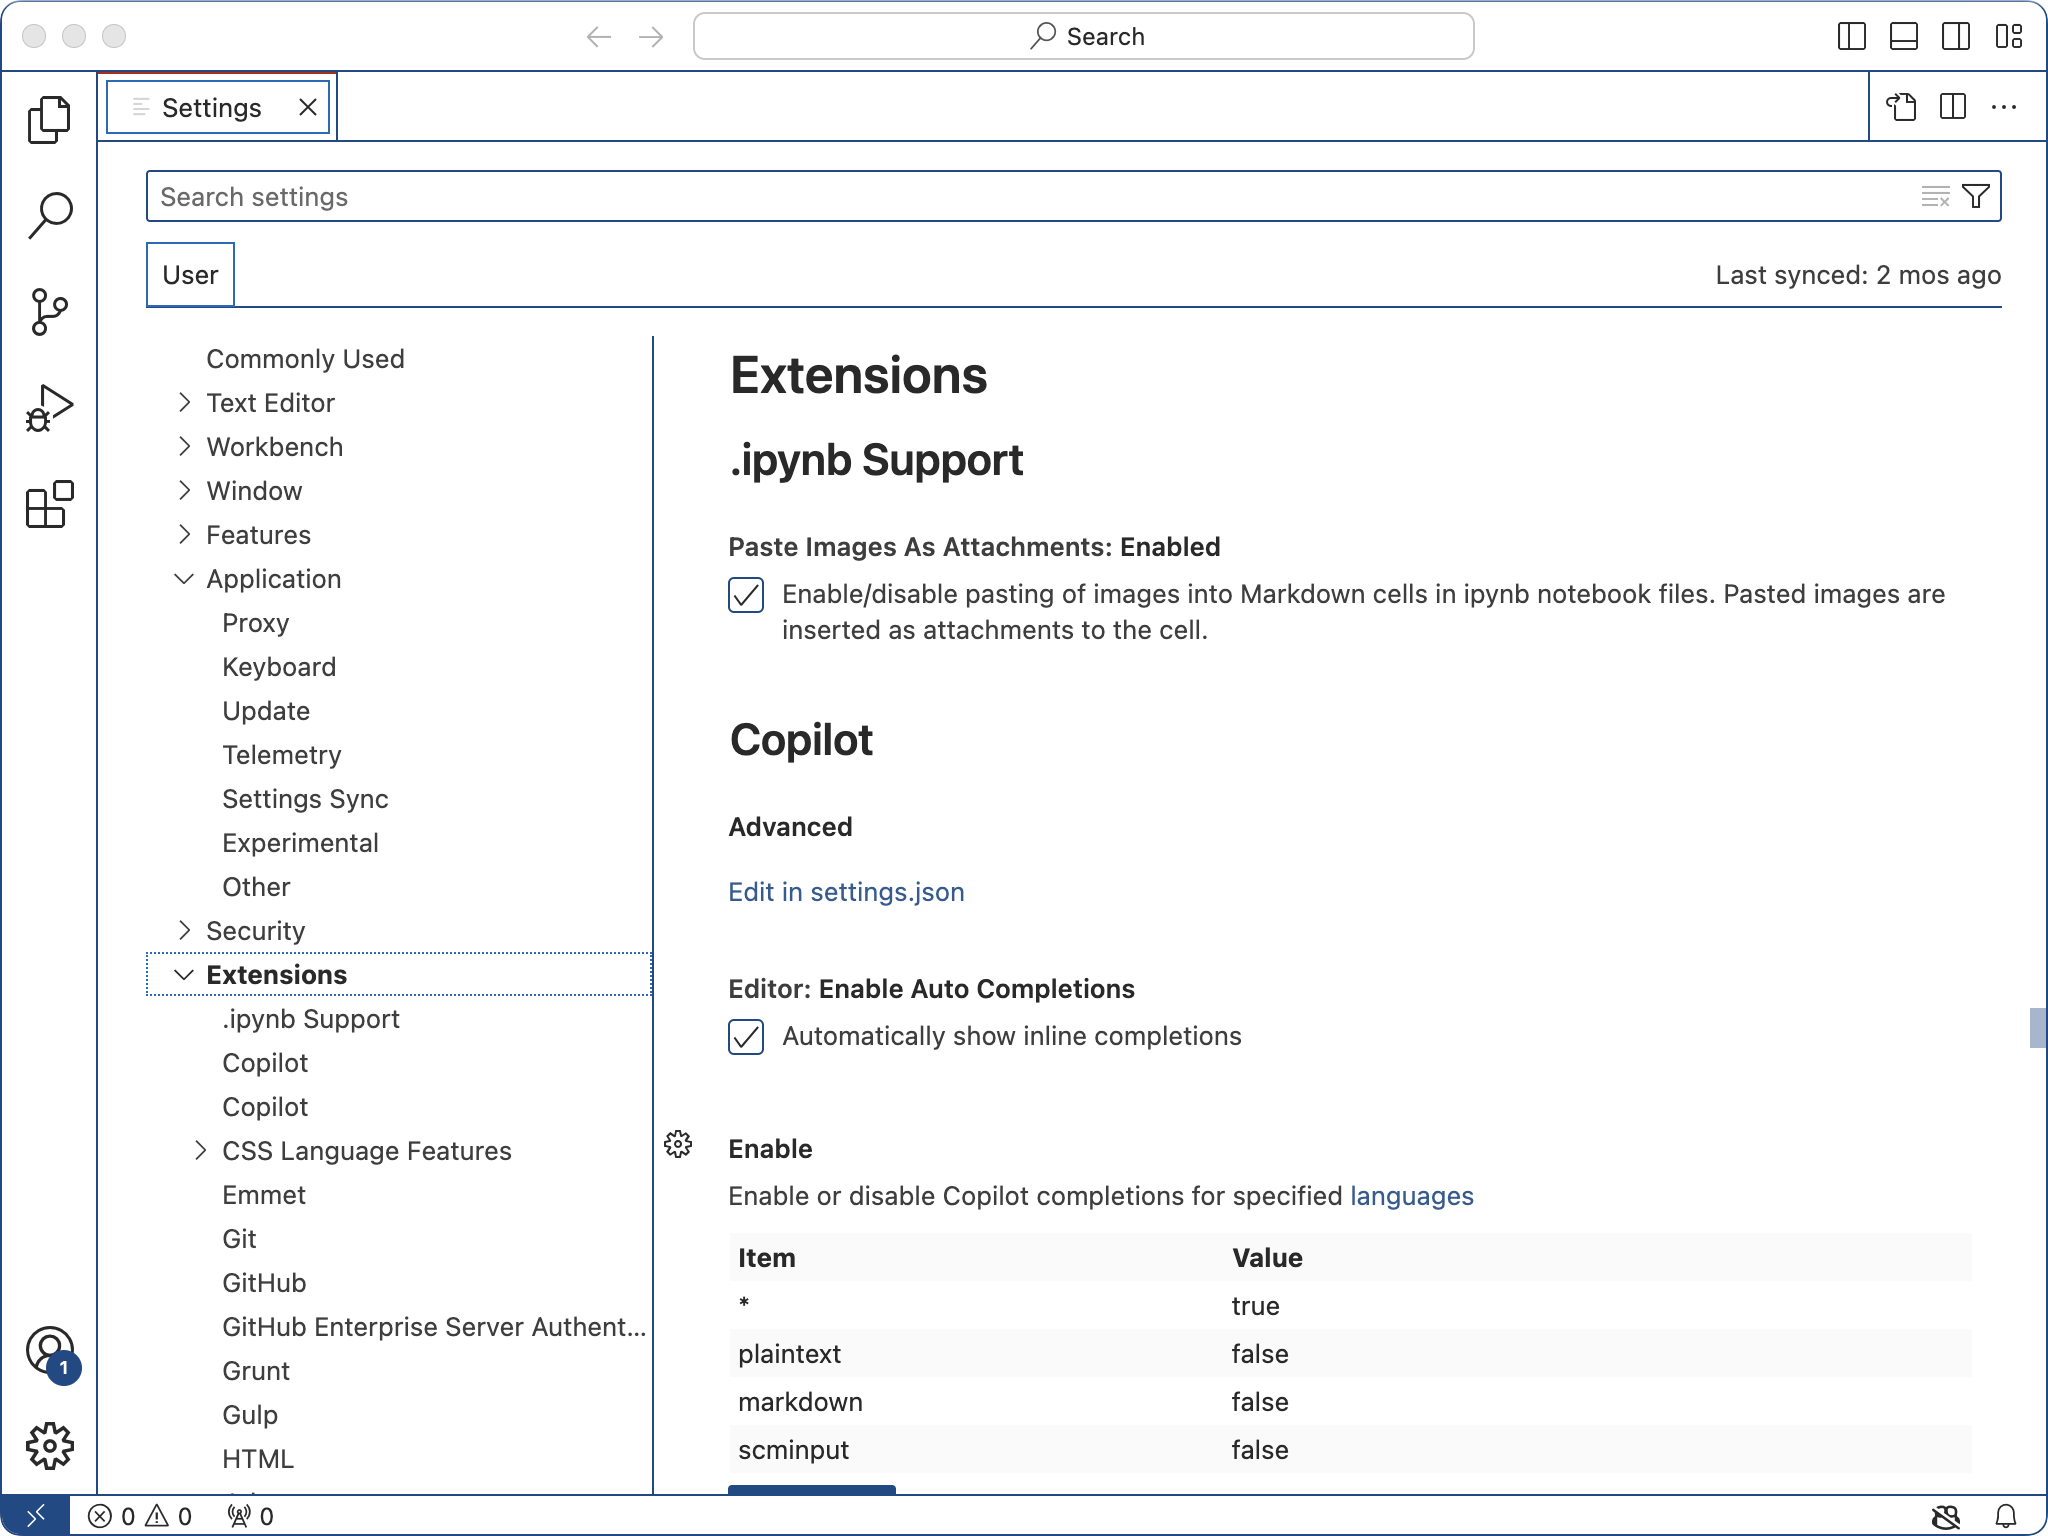 Search
Settings
Search settings
User
Last synced: 2 mos ago
Commonly Used
Text Editor
Workbench
Window
Features
Application
Proxy
Keyboard
Update
Telemetry
Settings Sync
Experimental
Other
Security
Extensions
.ipynb Support
Copilot
Copilot
CSS Language Features
Emmet
Git
GitHub
GitHub Enterprise Server Authent...
Grunt
Gulp
HTML
Extensions
.ipynb Support
Paste Images As Attachments: Enabled
Enable/disable pasting of images into Markdown cells in ipynb notebook files. Pasted images are
inserted as attachments to the cell.
Copilot
Advanced
Edit in settings.json
Editor: Enable Auto Completions
Automatically show inline completions
Enable
Enable or disable Copilot completions for specified languages
Item Value
* true
plaintext false
markdown false
scminput false
1
0 0 0